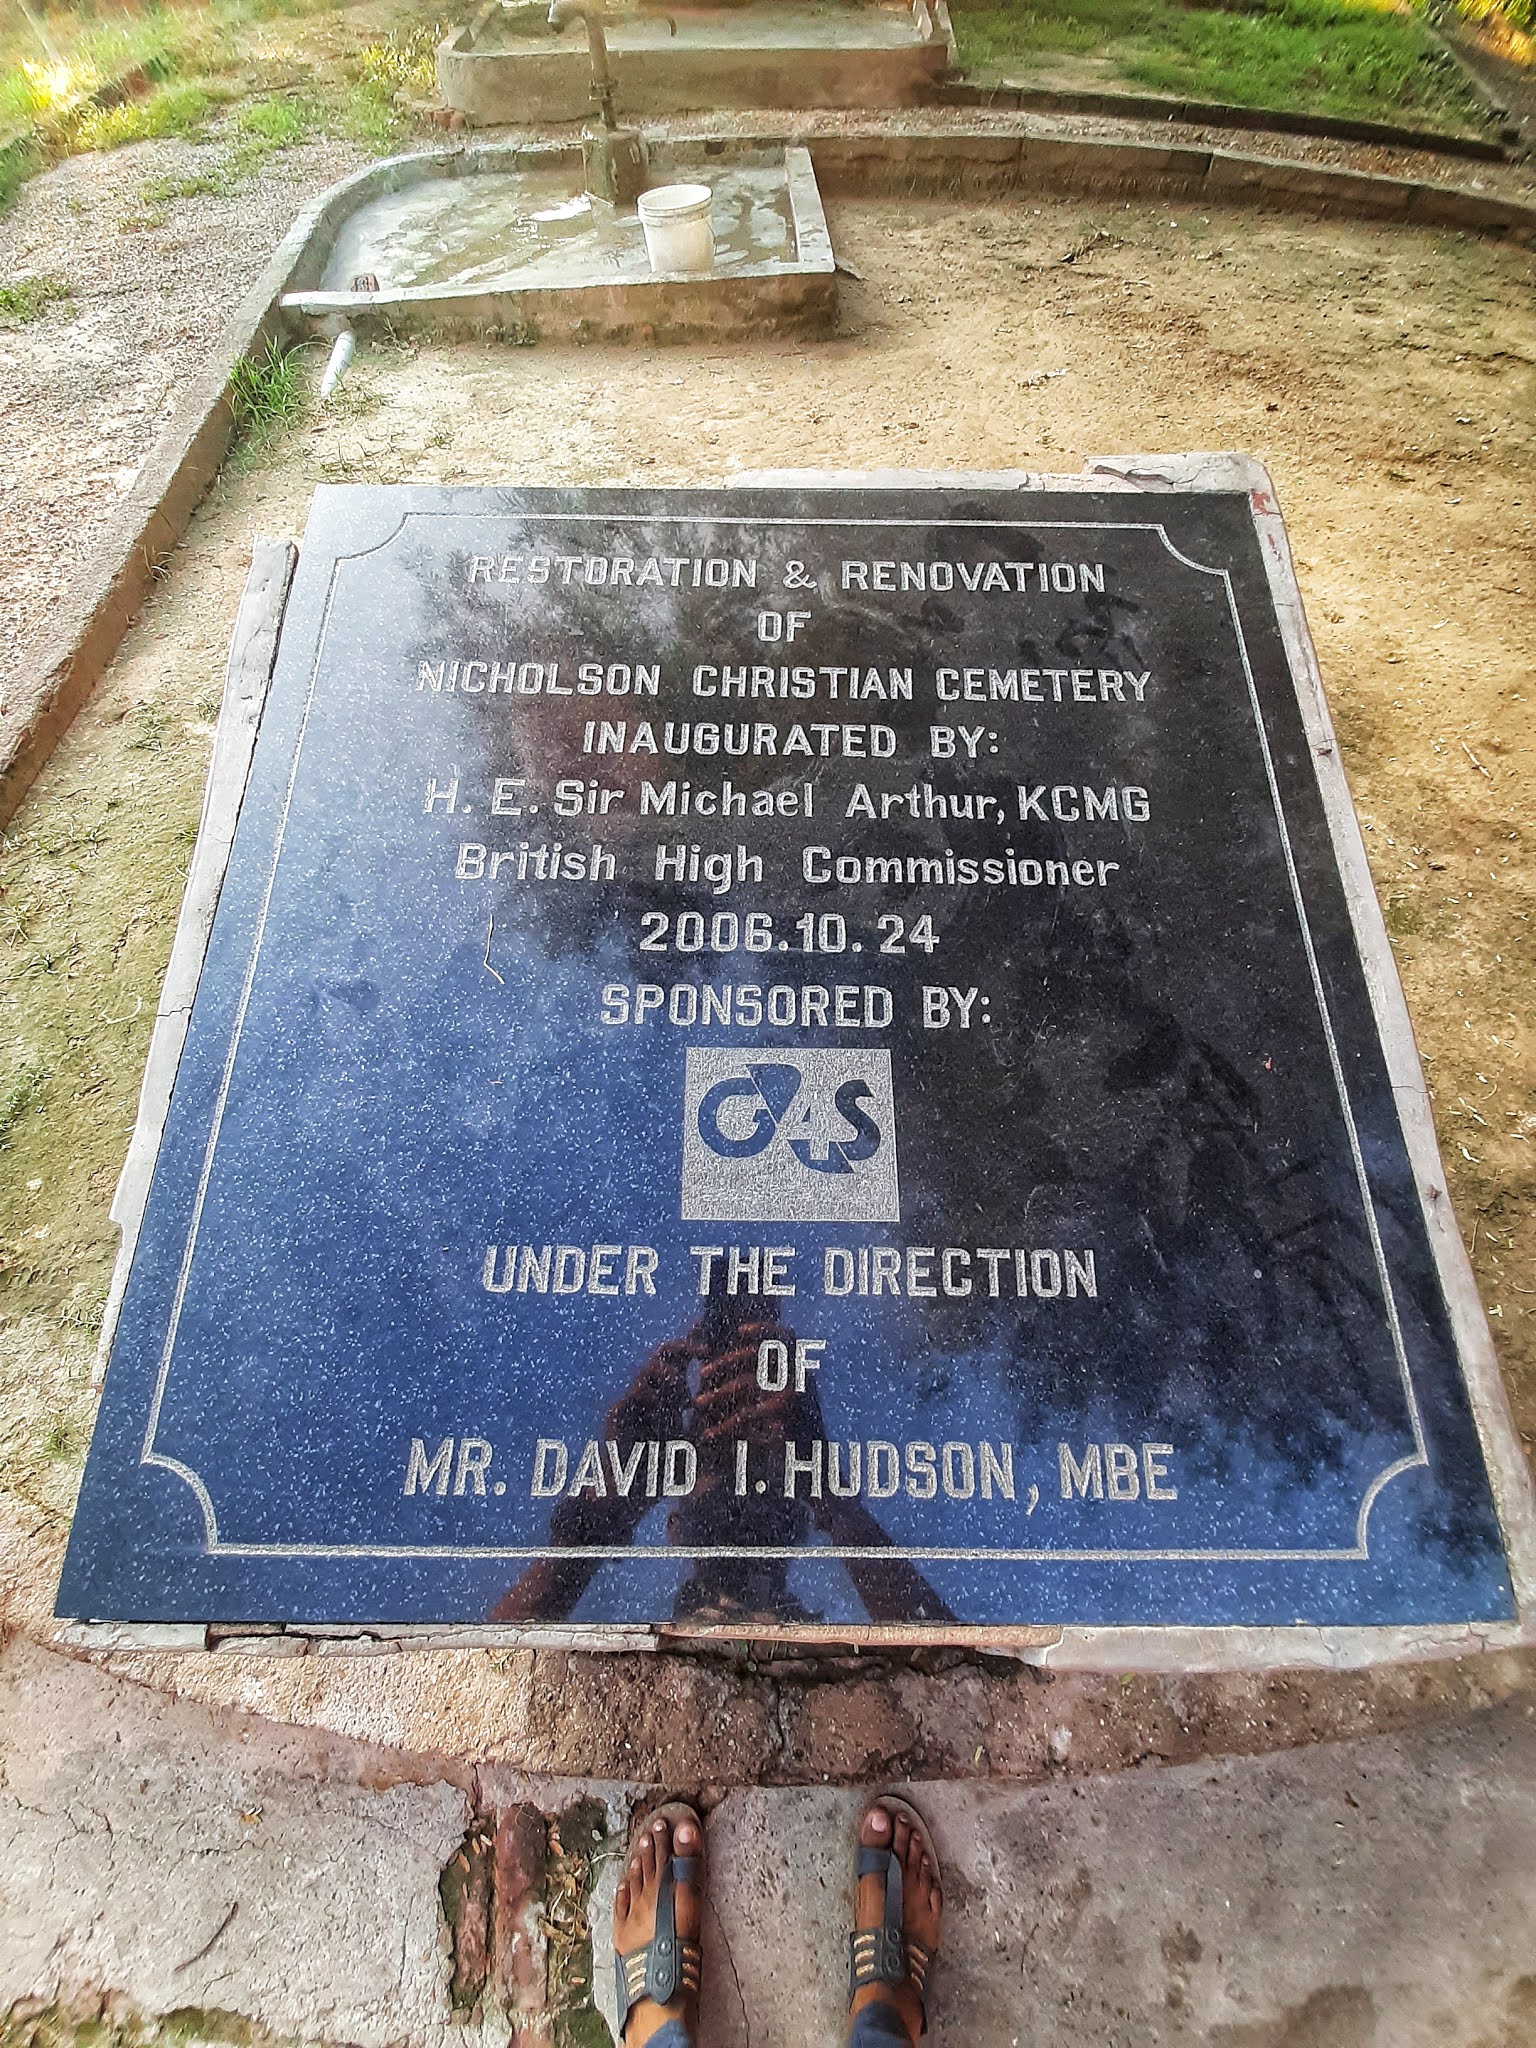 RESTORATION & RENOVATION
OF
NICHOLSON CHRISTIAN CEMETERY
INAUGURATED BY:
H. E. Sir Michael Arthur, KCMG
British High Commissioner
2006.10.24
SPONSORED BY:
G4S
UNDER THE DIRECTION
OF
MR. DAVID I. HUDSON, MBE